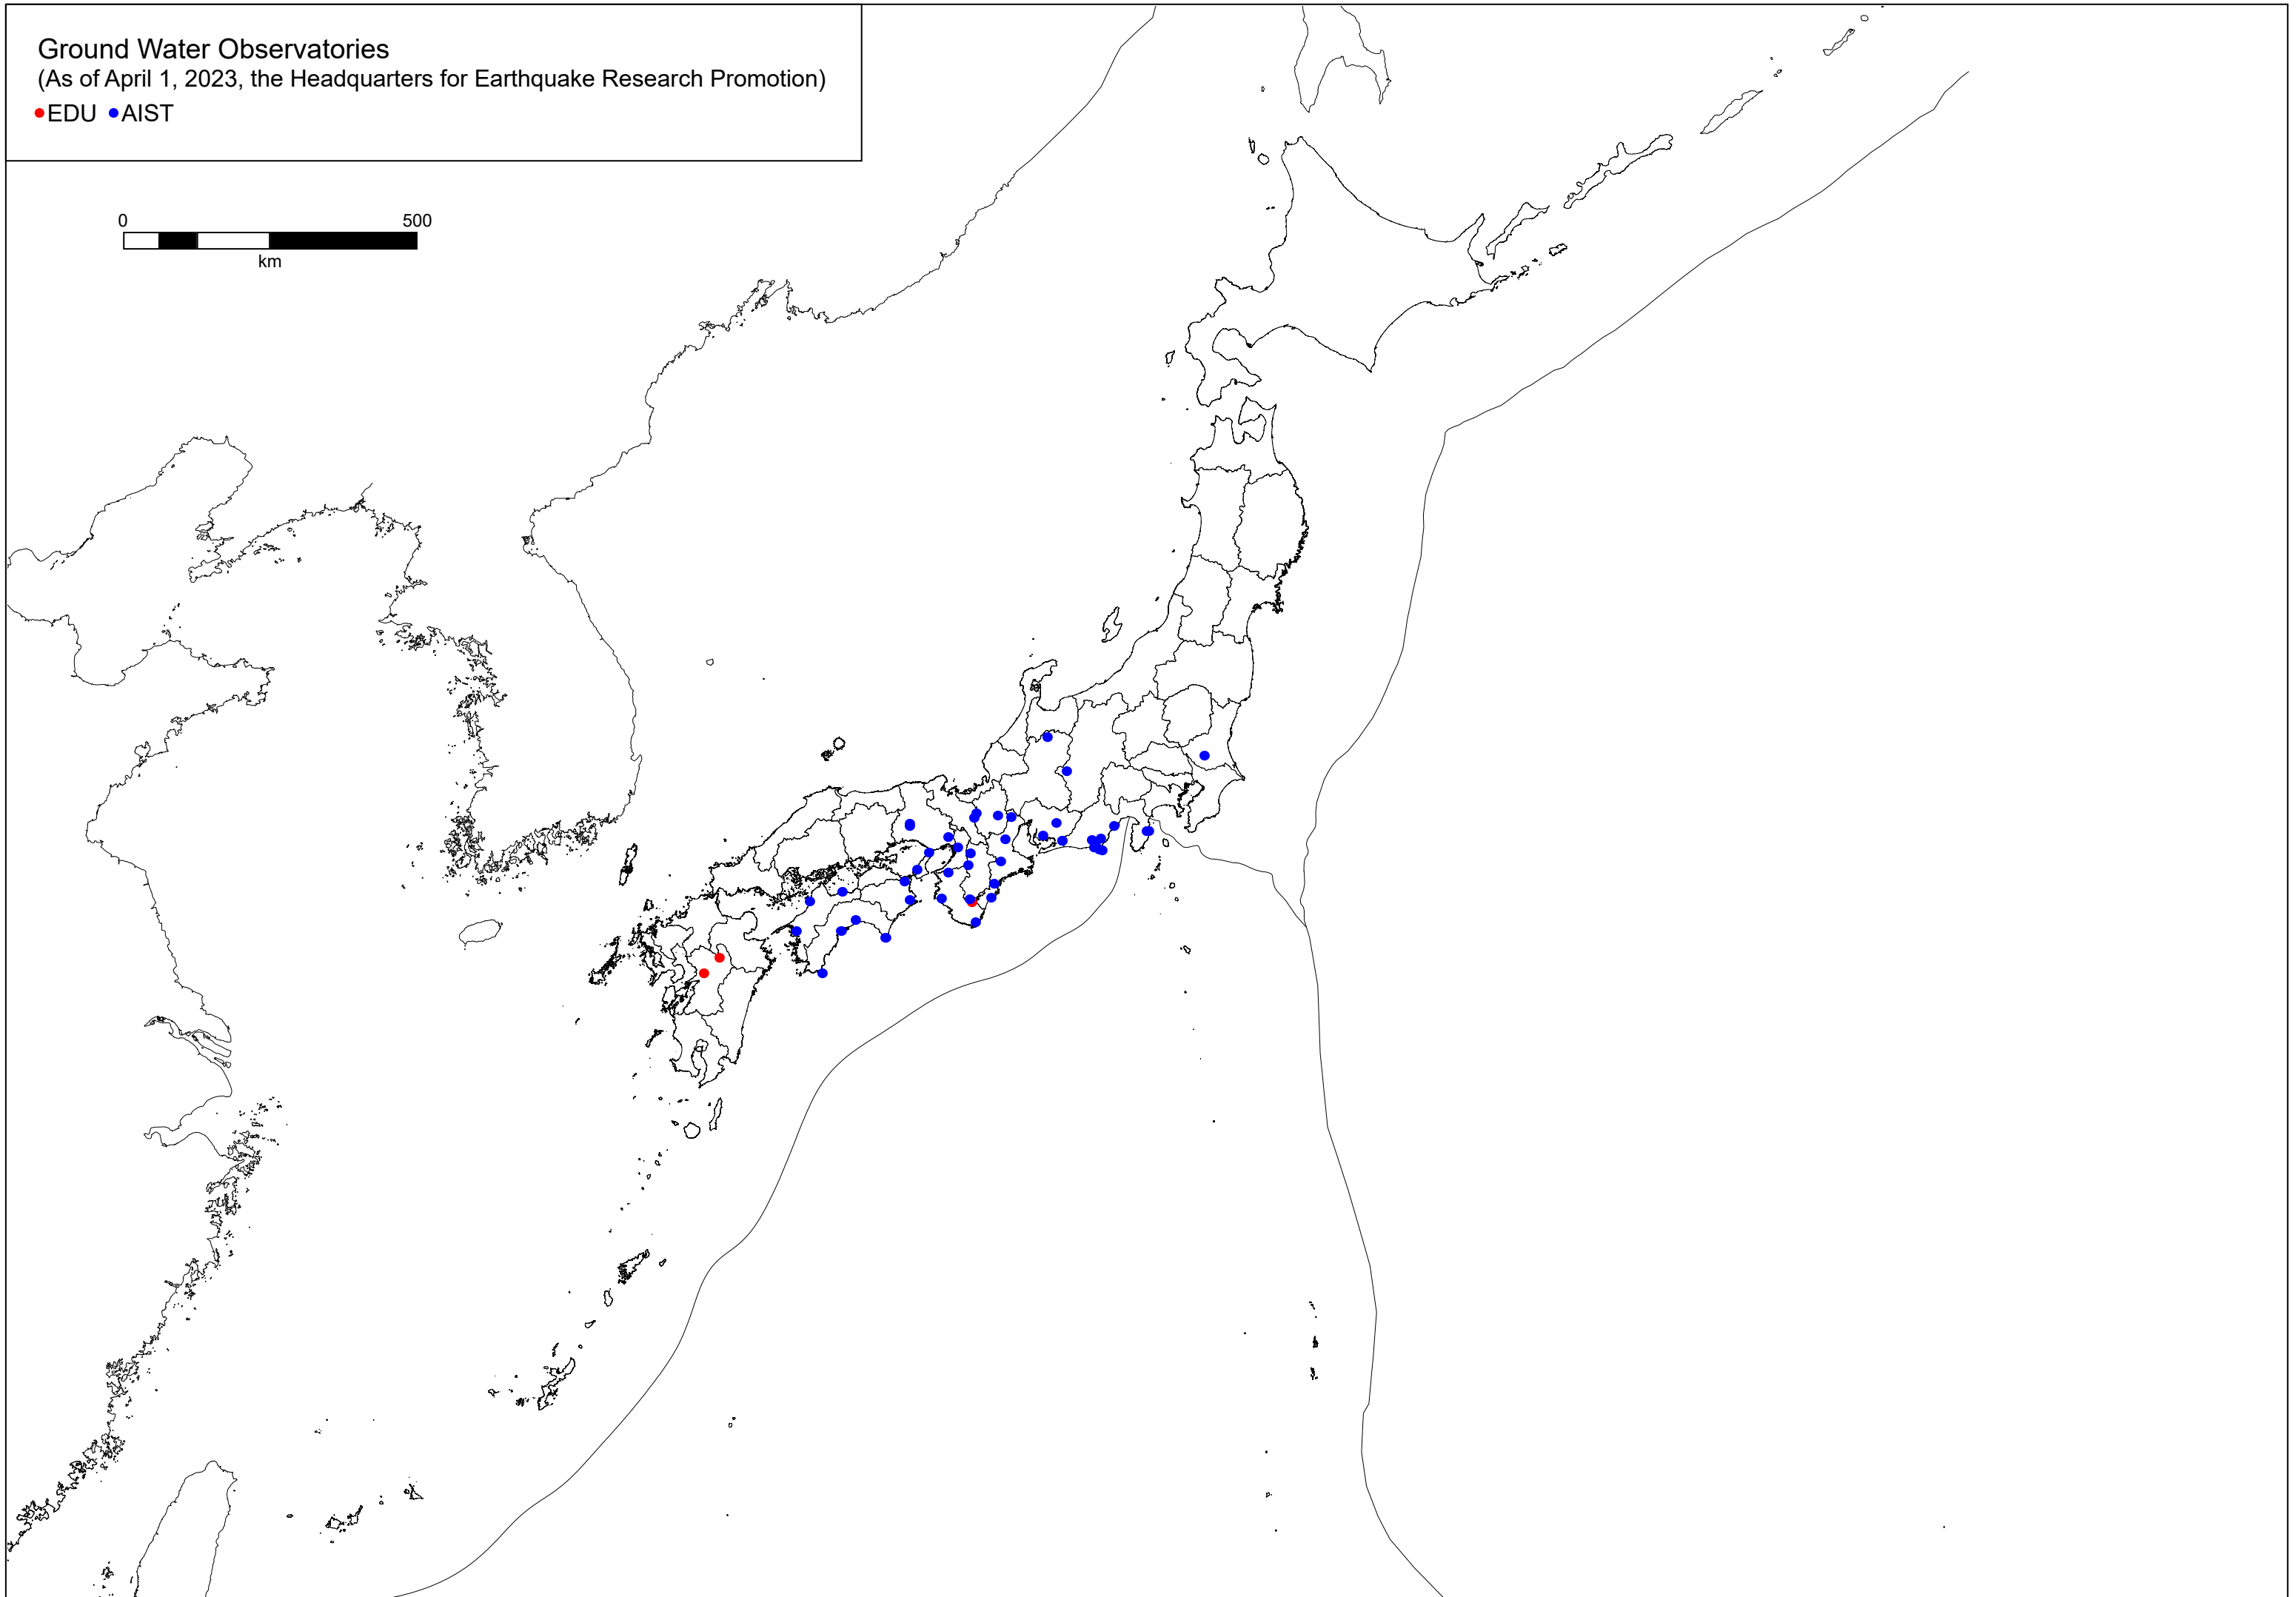 Ground Water Observatories
(As of April 1, 2023, the Headquarters for Earthquake Research Promotion)
EDU AIST
0 500
km